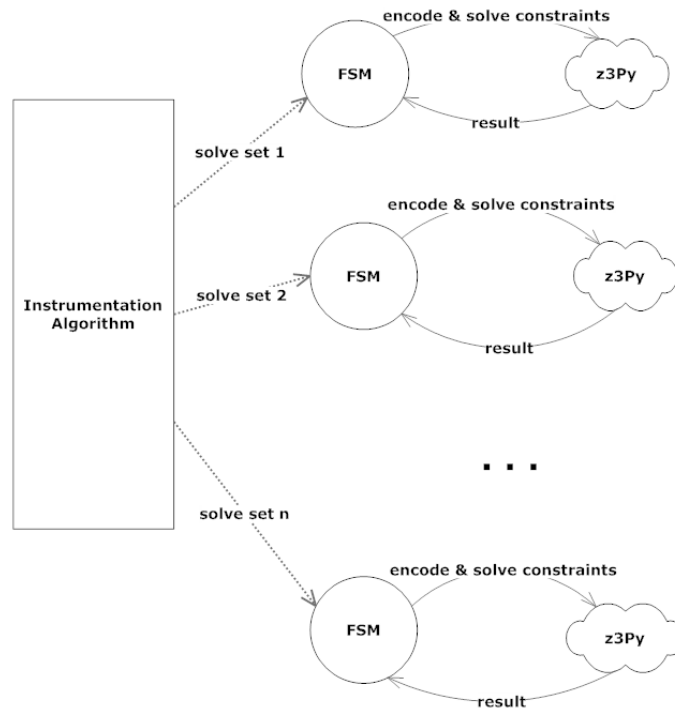 encode & solve constraints
FSM
z3Py
result
solve set 1
encode & solve constraints
FSM
z3Py
solve set 2
result
Instrumentation
Algorithm
. . .
solve set n
encode & solve constraints
FSM
z3Py
result